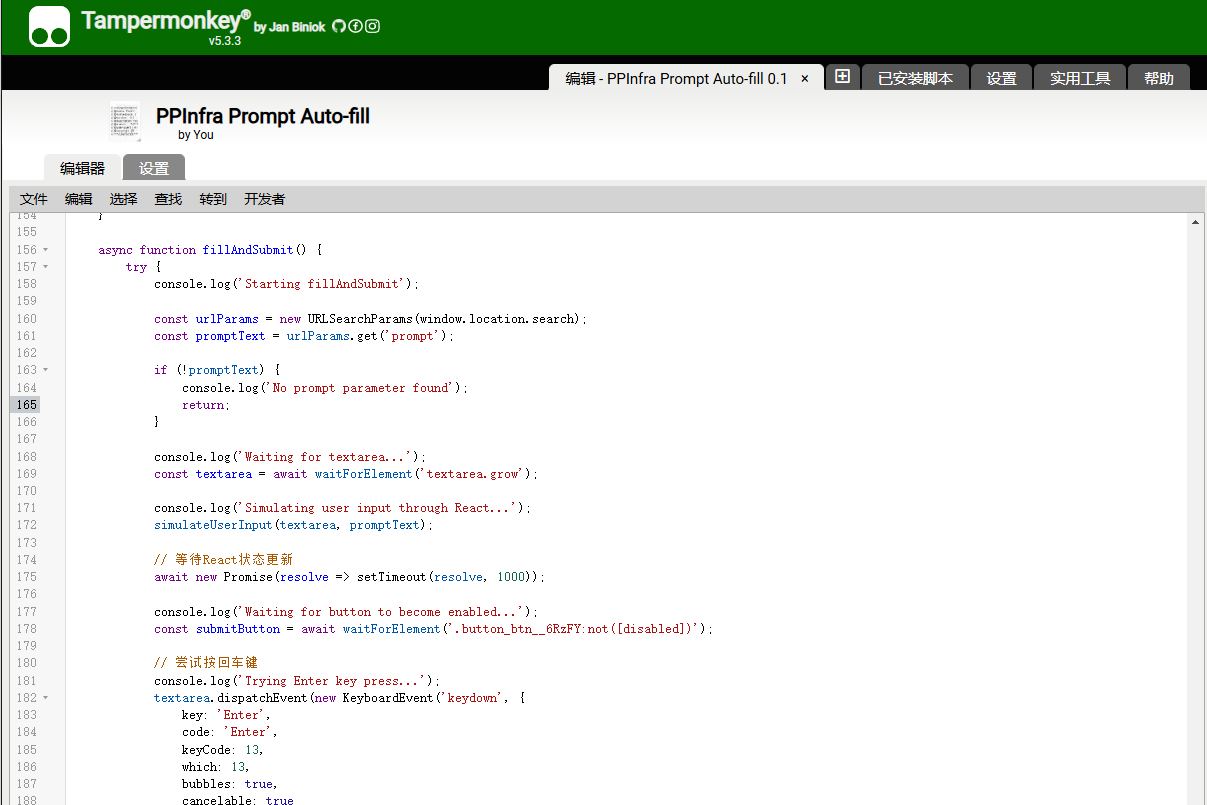 Tampermonkey® by Jan Biniok
v5.3.3
编辑 - PPInfra Prompt Auto-fill 0.1 ×
已安装脚本
设置
实用工具
帮助
PPInfra Prompt Auto-fill
by You
编辑器 设置
文件 编辑 选择 查找 转到 开发者
154 }
155
156 async function fillAndSubmit() {
157 try {
158 console.log('Starting fillAndSubmit');
159
160 const urlParams = new URLSearchParams(window.location.search);
161 const promptText = urlParams.get('prompt');
162
163 if (!promptText) {
164 console.log('No prompt parameter found');
165 return;
166 }
167
168 console.log('Waiting for textarea...');
169 const textarea = await waitForElement('textarea.grow');
170
171 console.log('Simulating user input through React...');
172 simulateUserInput(textarea, promptText);
173
174 // 等待React状态更新
175 await new Promise(resolve => setTimeout(resolve, 1000));
176
177 console.log('Waiting for button to become enabled...');
178 const submitButton = await waitForElement('.button_btn__6RzFY:not([disabled])');
179
180 // 尝试按回车键
181 console.log('Trying Enter key press...');
182 textarea.dispatchEvent(new KeyboardEvent('keydown', {
183 key: 'Enter',
184 code: 'Enter',
185 keyCode: 13,
186 which: 13,
187 bubbles: true,
188 cancelable: true